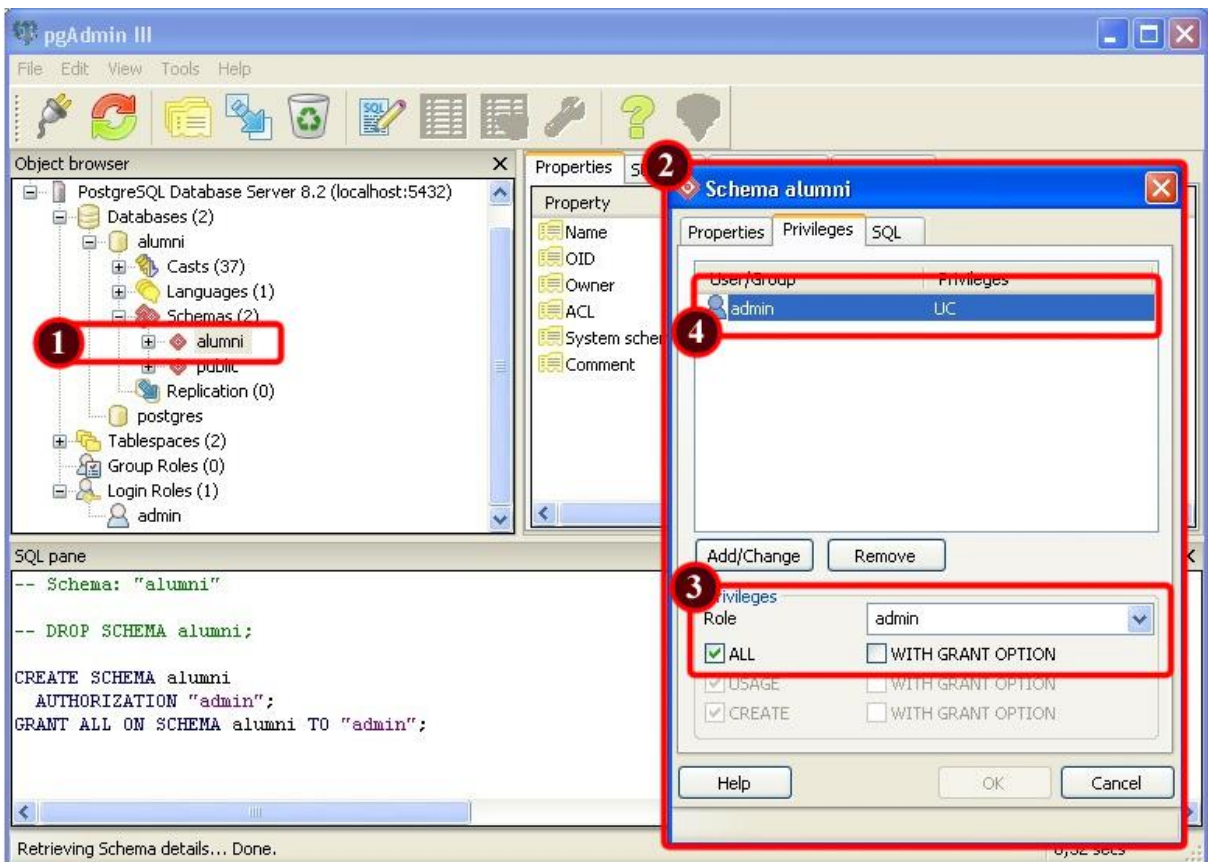 pgAdmin III
File Edit View Tools Help
SQL
Object browser
PostgreSQL Database Server 8.2 (localhost:5432)
Databases (2)
alumni
Casts (37)
Languages (1)
Schemas (2)
1
alumni
public
Replication (0)
postgres
Tablespaces (2)
Group Roles (0)
Login Roles (1)
admin
Properties
Property
Name
OID
Owner
ACL
Comment
2
Schema alumni
Properties Privileges SQL
User/Group Privileges
admin UC
4
Add/Change Remove
3
Privileges
Role admin
ALL WITH GRANT OPTION
USAGE WITH GRANT OPTION
CREATE WITH GRANT OPTION
Help OK Cancel
SQL pane
-- Schema: "alumni"
-- DROP SCHEMA alumni;
CREATE SCHEMA alumni
AUTHORIZATION "admin";
GRANT ALL ON SCHEMA alumni TO "admin";
Retrieving Schema details... Done.